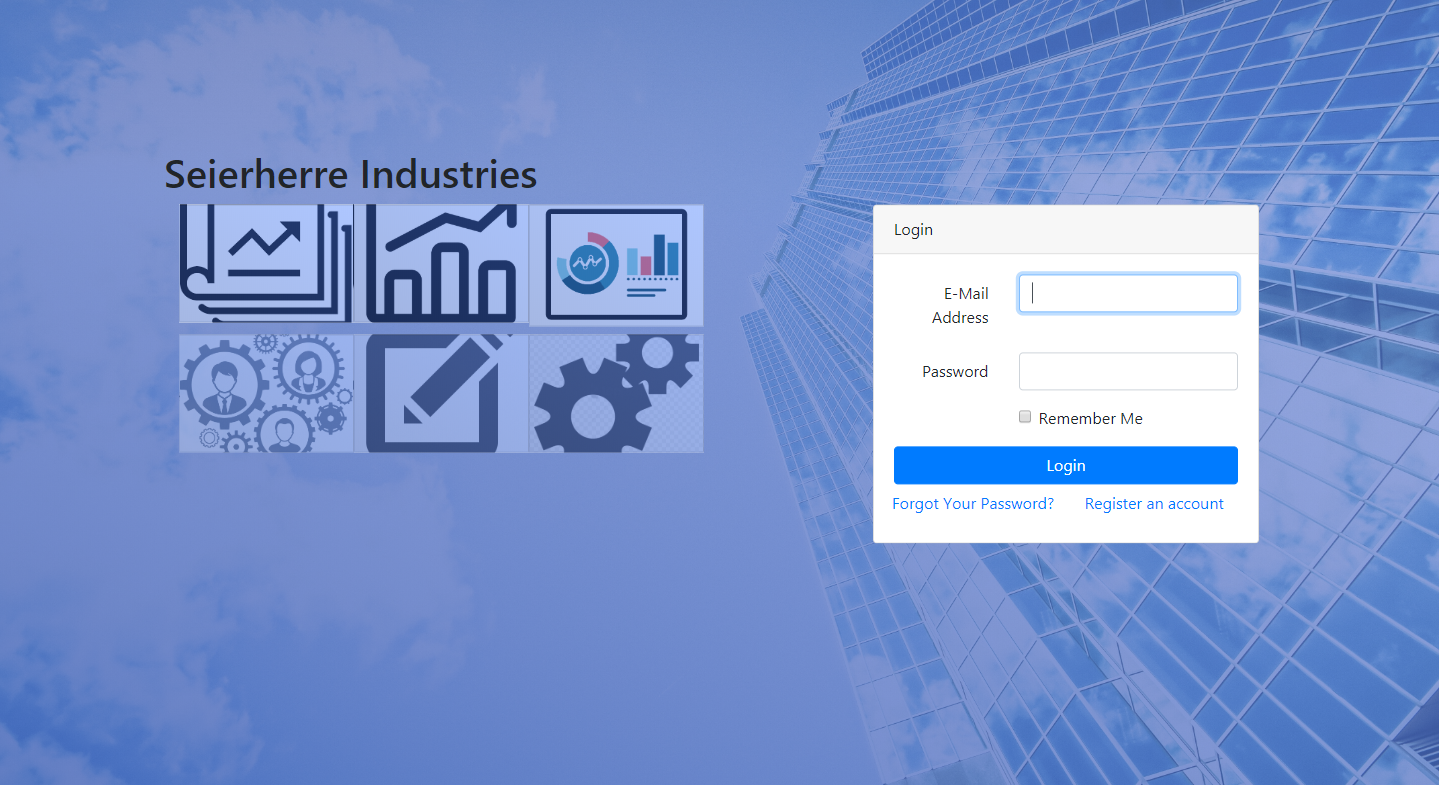 Seierherre Industries
Login
E-Mail
Address
Password
Remember Me
Login
Forgot Your Password? Register an account